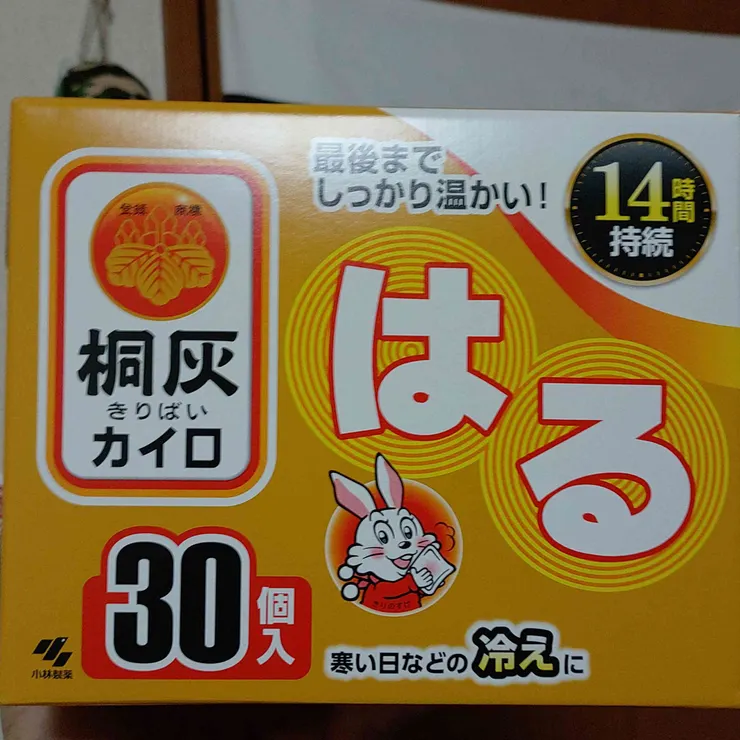 登録 商標
桐灰
きりばい
カイロ
最後まで
しっかり温かい!
14時間
持続
はる
30個入
小林製薬
寒い日などの冷えに